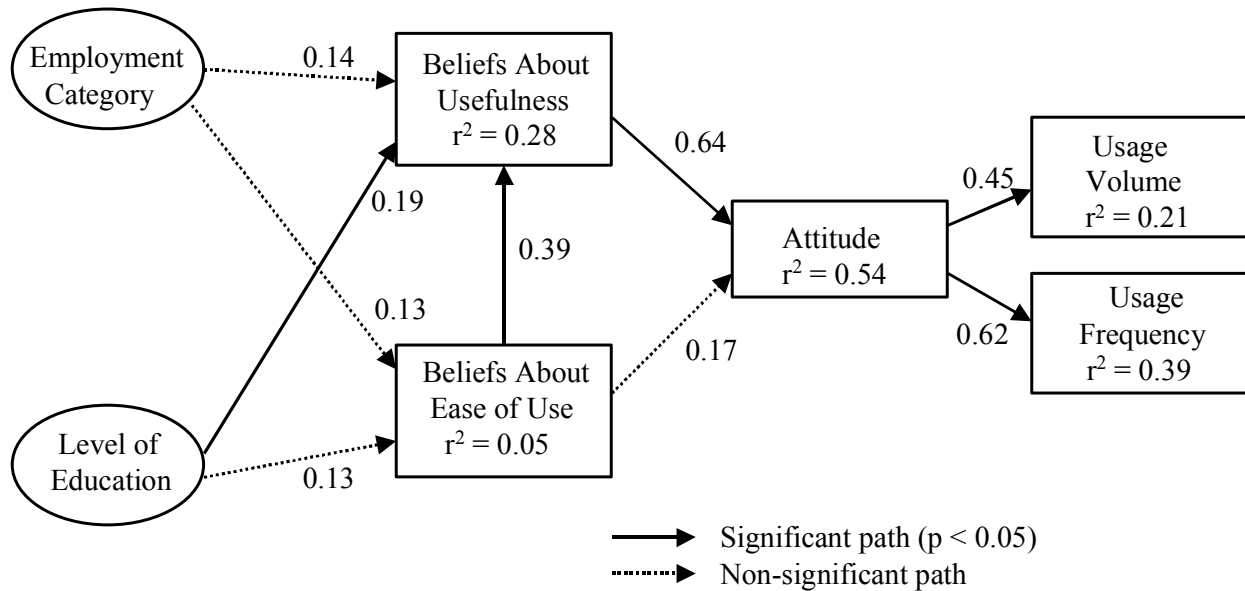 Employment
Category
0.14
Beliefs About
Usefulness
r² = 0.28
0.64
Usage
Volume
r² = 0.21
0.45
0.19
0.39
Attitude
r² = 0.54
0.13
0.17
0.62
Usage
Frequency
r² = 0.39
Beliefs About
Ease of Use
r² = 0.05
Level of
Education
0.13
Significant path (p < 0.05)
Non-significant path